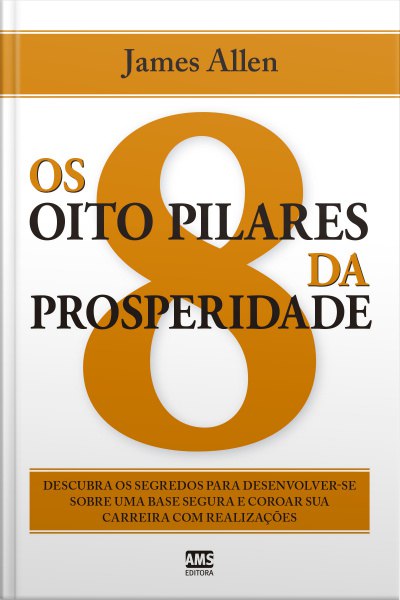 James Allen
8
OS
OITO PILARES
DA
PROSPERIDADE
DESCUBRA OS SEGREDOS PARA DESENVOLVER-SE
SOBRE UMA BASE SEGURA E COROAR SUA
CARREIRA COM REALIZAÇÕES
AMS
EDITORA